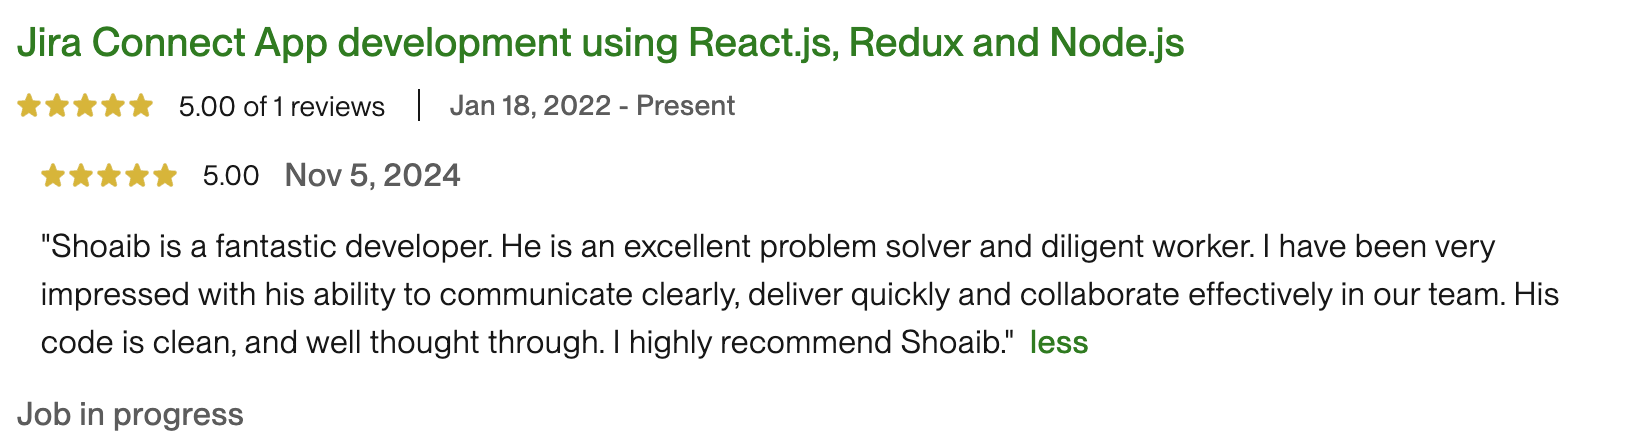 Jira Connect App development using React.js, Redux and Node.js
5.00 of 1 reviews | Jan 18, 2022 - Present
5.00 Nov 5, 2024
"Shoaib is a fantastic developer. He is an excellent problem solver and diligent worker. I have been very
impressed with his ability to communicate clearly, deliver quickly and collaborate effectively in our team. His
code is clean, and well thought through. I highly recommend Shoaib." less
Job in progress